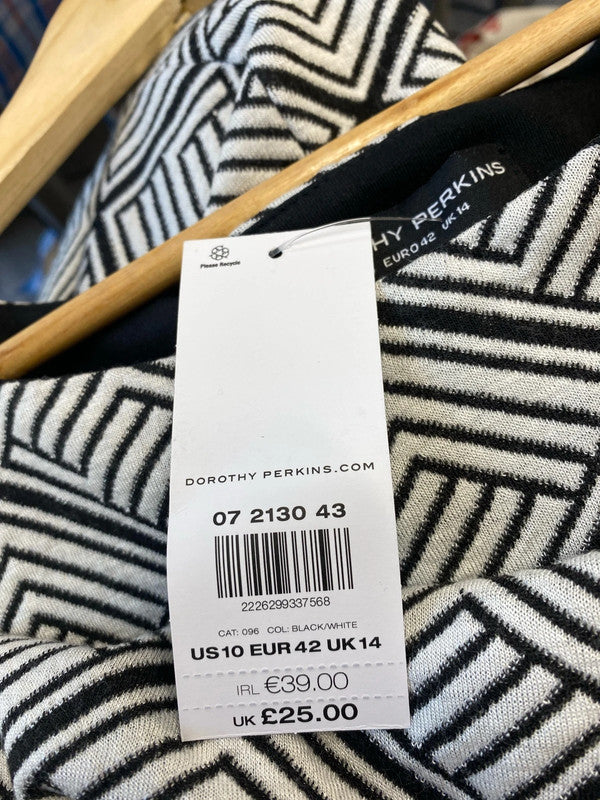 HY PERKINS
EURO 42 UK 14
Please Recycle
DOROTHY PERKINS.COM
07 2130 43
2226299337568
CAT: 096 COL: BLACK/WHITE
US10 EUR 42 UK14
IRL €39.00
UK £25.00